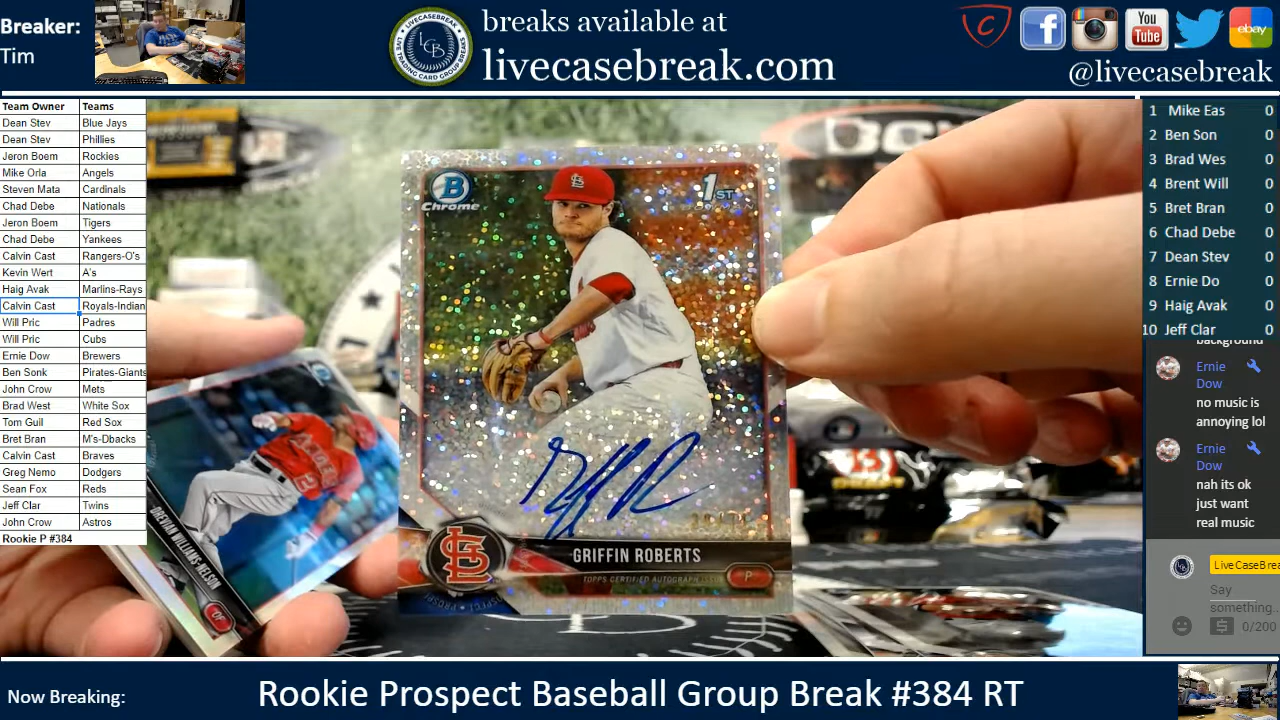 Breaker:
Tim
breaks available at
livecasebreak.com
You
Tube
ebay
@livecasebreak
Team Owner Teams
Dean Stev Blue Jays
Dean Stev Phillies
Jeron Boem Rockies
Mike Orla Angels
Steven Mata Cardinals
Chad Debe Nationals
Jeron Boem Tigers
Chad Debe Yankees
Calvin Cast Rangers-O's
Kevin Wert A's
Haig Avak Marlins-Rays
Calvin Cast Royals-Indian
Will Pric Padres
Will Pric Cubs
Ernie Dow Brewers
Ben Sonk Pirates-Giants
John Crow Mets
Brad West White Sox
Tom Guil Red Sox
Bret Bran M's-Dbacks
Calvin Cast Braves
Greg Nemo Dodgers
Sean Fox Reds
Jeff Clar Twins
John Crow Astros
Rookie P #384
B
Chrome
1ST
GRIFFIN ROBERTS
TOPPS CERTIFIED AUTOGRAPH ISSUE
P
DREVIAN WILLIAMS-NELSON
OF
1 Mike Eas 0
2 Ben Son 0
3 Brad Wes 0
4 Brent Will 0
5 Bret Bran 0
6 Chad Debe 0
7 Dean Stev 0
8 Ernie Do 0
9 Haig Avak 0
10 Jeff Clar 0
background
Ernie
Dow
no music is
annoying lol
Ernie
Dow
nah its ok
just want
real music
LiveCaseBrea
Say
something...
0/200
Now Breaking:
Rookie Prospect Baseball Group Break #384 RT